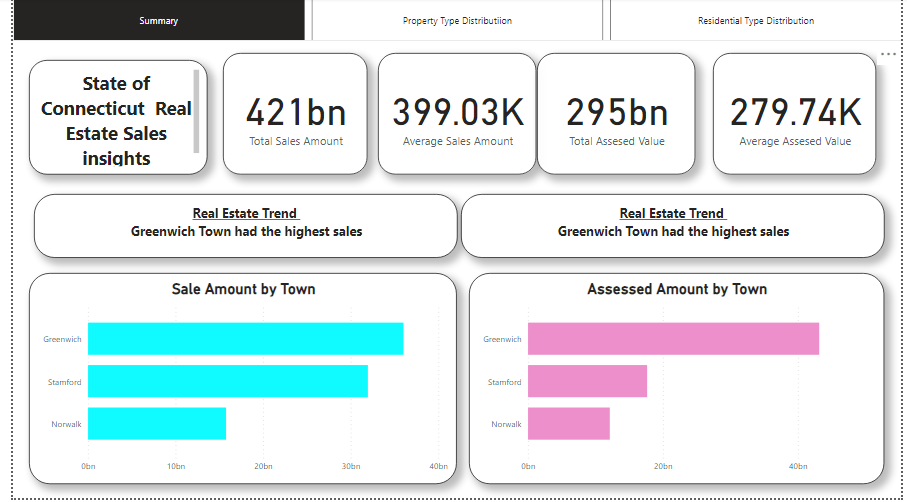 Summary
Property Type Distributiion
Residential Type Distribution
State of
Connecticut Real
Estate Sales
insights
421bn
Total Sales Amount
399.03K
Average Sales Amount
295bn
Total Assesed Value
279.74K
Average Assesed Value
Real Estate Trend
Greenwich Town had the highest sales
Real Estate Trend
Greenwich Town had the highest sales
Sale Amount by Town
Greenwich
Stamford
Norwalk
0bn
10bn
20bn
30bn
40bn
Assessed Amount by Town
Greenwich
Stamford
Norwalk
0bn
20bn
40bn